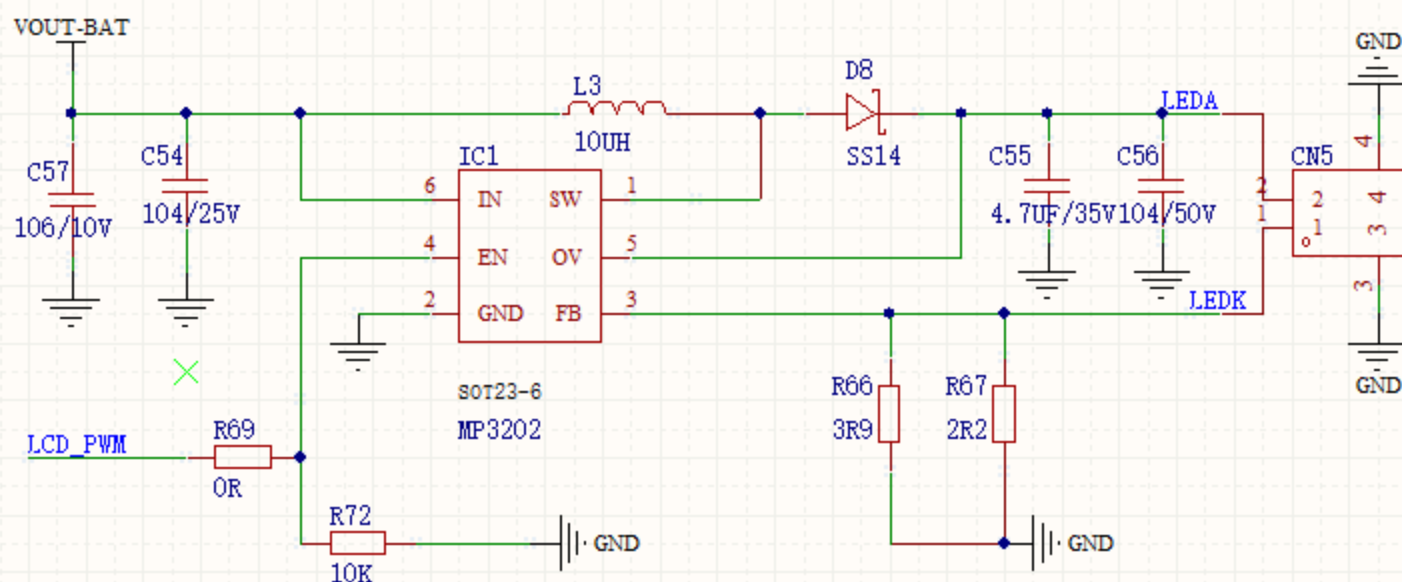 VOUT-BAT
GND
L3
D8
LEDA
10UH
SS14
C57
C54
IC1
C55
C56
CN5
4
106/10V
104/25V
6
IN
SW
1
4.7UF/35V
104/50V
2
2
4
1
1
3
4
EN
OV
5
2
GND
FB
3
LEDK
3
SOT23-6
MP3202
R66
3R9
R67
2R2
GND
LCD_PWM
R69
0R
R72
10K
GND
GND